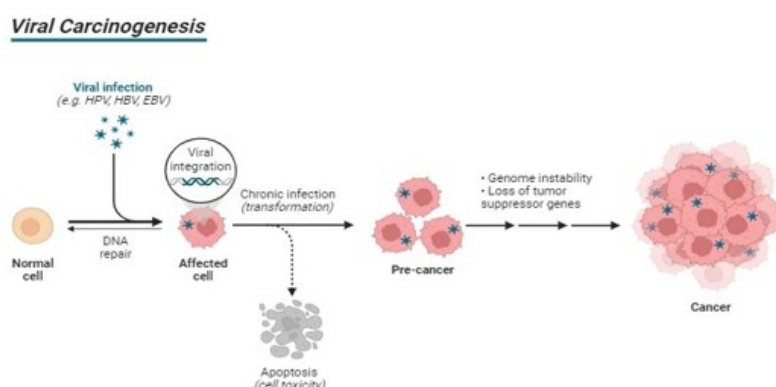 Viral Carcinogenesis
Viral infection
(e.g. HPV, HBV, EBV)
Viral
integration
Chronic infection
(transformation)
• Genome instability
• Loss of tumor
suppressor genes
DNA
repair
Normal
cell
Affected
cell
Pre-cancer
Cancer
Apoptosis
(cell toxicity)